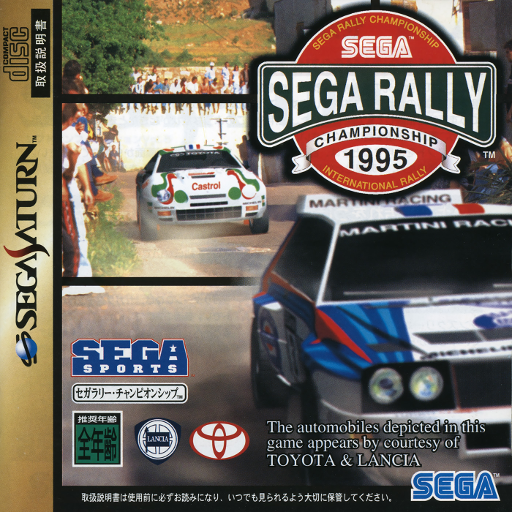 COMPACT
disc
取扱説明書
SEGA SATURN™
SEGA RALLY CHAMPIONSHIP
SEGA
SEGA RALLY
CHAMPIONSHIP
1995
INTERNATIONAL RALLY
™
Castrol
MARTINI RACING
MARTINI RACING
MICHELIN
SEGA
SPORTS
セガラリー・チャンピオンシップ™
推奨年齢
全年齢
LANCIA
The automobiles depicted in this
game appears by courtesy of
TOYOTA & LANCIA
SEGA
取扱説明書は使用前に必ずお読みになり、いつでも見られるよう大切に保管してください。